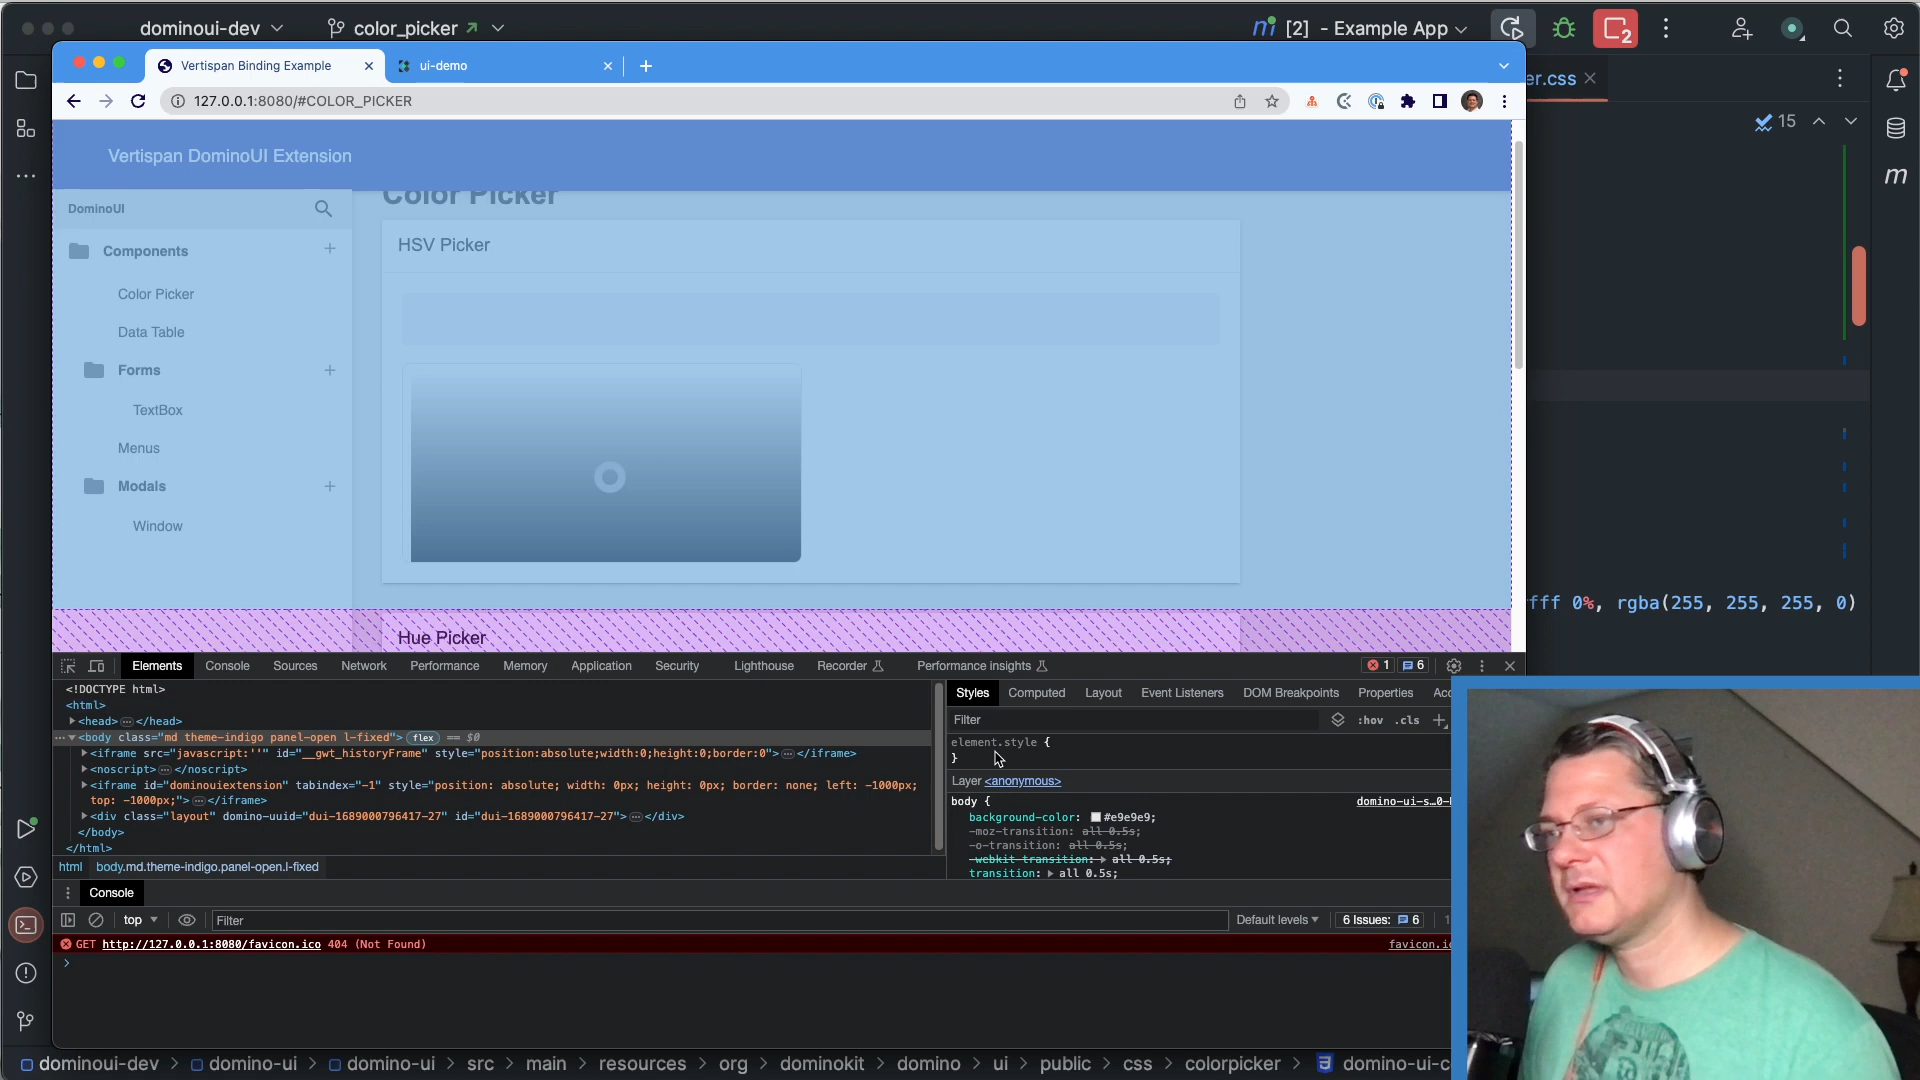 dominoui-dev
color_picker
[2] - Example App
2
Vertispan Binding Example
ui-demo
er.css
127.0.0.1:8080/#COLOR_PICKER
15
Vertispan DominoUI Extension
Color Picker
DominoUI
HSV Picker
Components
Color Picker
Data Table
Forms
TextBox
Menus
Modals
Window
fff 0%, rgba(255, 255, 255, 0)
Hue Picker
Elements Console Sources Network Performance Memory Application Security Lighthouse Recorder Performance insights 1 6
<!DOCTYPE html>
<html>
<head> … </head>
<body class="md theme-indigo panel-open l-fixed"> flex == $0
<iframe src="javascript:''" id="__gwt_historyFrame" style="position:absolute;width:0;height:0;border:0"> … </iframe>
<noscript> … </noscript>
<iframe id="dominouiextension" tabindex="-1" style="position: absolute; width: 0px; height: 0px; border: none; left: -1000px;
top: -1000px;"> … </iframe>
<div class="layout" domino-uuid="dui-1689000796417-27" id="dui-1689000796417-27"> … </div>
</body>
</html>
html body.md.theme-indigo.panel-open.l-fixed
Styles Computed Layout Event Listeners DOM Breakpoints Properties Acc
Filter :hov .cls
element.style {
}
Layer <anonymous>
body { domino-ui-s…0-
background-color: #e9e9e9;
-moz-transition: all 0.5s;
-o-transition: all 0.5s;
-webkit-transition: all 0.5s;
transition: all 0.5s;
Console
top Filter Default levels 6 Issues: 6
GET http://127.0.0.1:8080/favicon.ico 404 (Not Found) favicon.ic
dominoui-dev > domino-ui > domino-ui > src > main > resources > org > dominokit > domino > ui > public > css > colorpicker > domino-ui-c